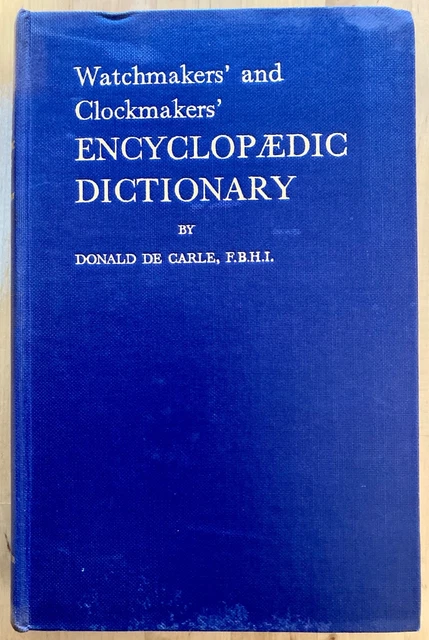 Watchmakers' and
Clockmakers'
ENCYCLOPÆDIC
DICTIONARY
BY
DONALD DE CARLE, F.B.H.I.